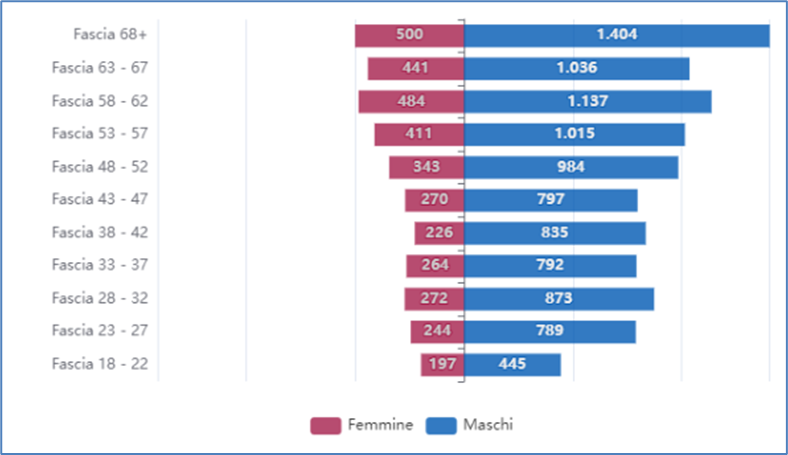 Fascia 68+ 500 1.404
Fascia 63 - 67 441 1.036
Fascia 58 - 62 484 1.137
Fascia 53 - 57 411 1.015
Fascia 48 - 52 343 984
Fascia 43 - 47 270 797
Fascia 38 - 42 226 835
Fascia 33 - 37 264 792
Fascia 28 - 32 272 873
Fascia 23 - 27 244 789
Fascia 18 - 22 197 445
Femmine Maschi